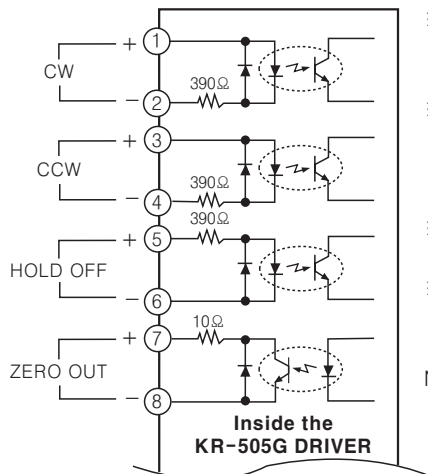 + 1
CW
390Ω
− 2
+ 3
CCW
390Ω
− 4
390Ω
+ 5
HOLD OFF
− 6
10Ω
+ 7
ZERO OUT
− 8
Inside the
KR-505G DRIVER